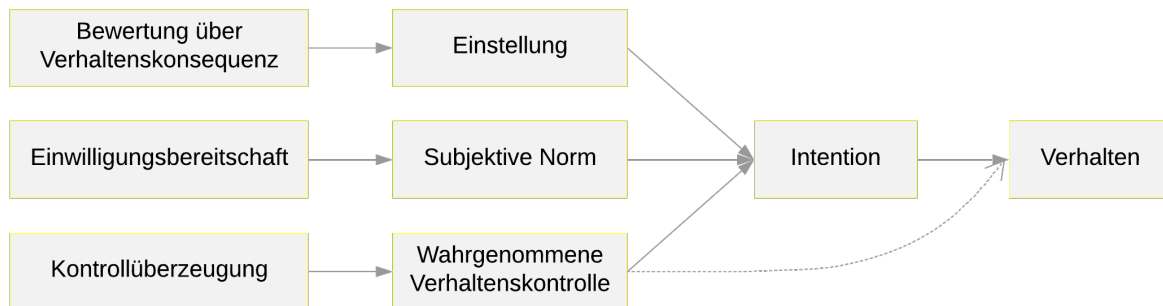 Bewertung über
Verhaltenskonsequenz
Einstellung
Einwilligungsbereitschaft
Subjektive Norm
Intention
Verhalten
Kontrollüberzeugung
Wahrgenommene
Verhaltenskontrolle